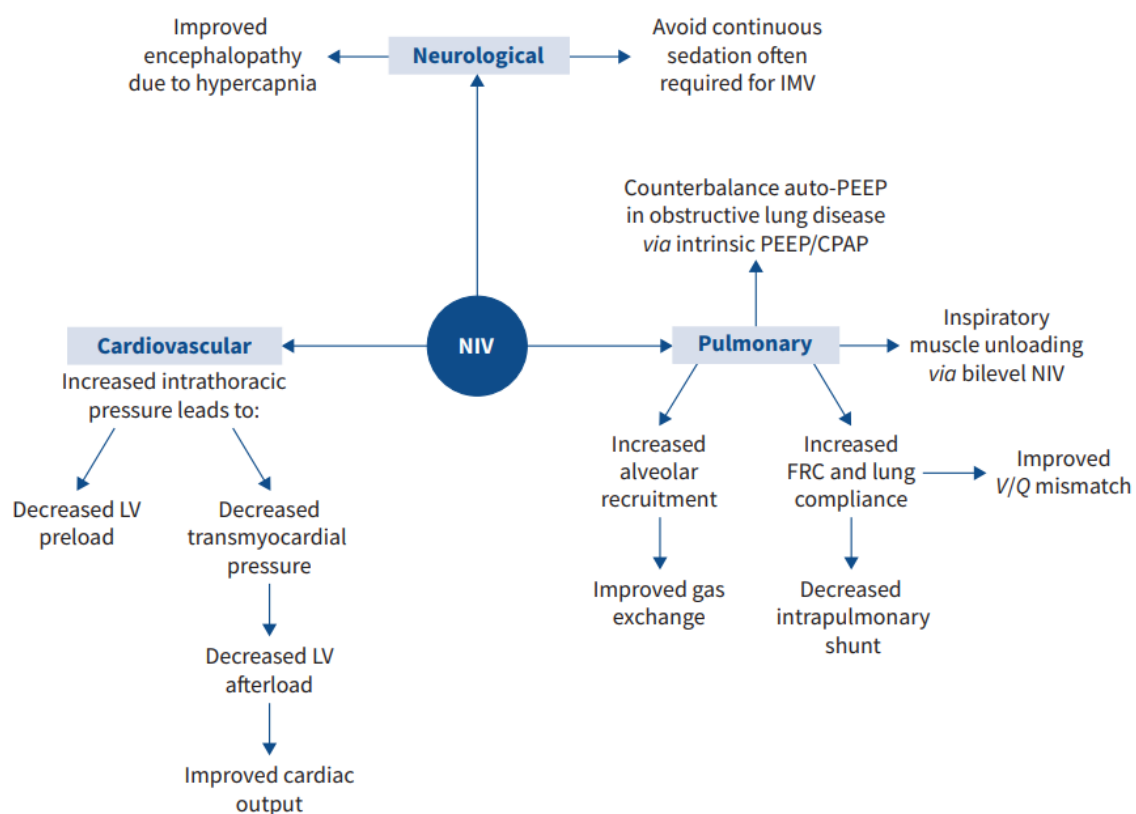 Improved
encephalopathy
due to hypercapnia
Neurological
Avoid continuous
sedation often
required for IMV
Counterbalance auto-PEEP
in obstructive lung disease
via intrinsic PEEP/CPAP
Cardiovascular
NIV
Pulmonary
Inspiratory
muscle unloading
via bilevel NIV
Increased intrathoracic
pressure leads to:
Decreased LV
preload
Decreased
transmyocardial
pressure
Decreased LV
afterload
Improved cardiac
output
Increased
alveolar
recruitment
Improved gas
exchange
Increased
FRC and lung
compliance
Improved
V/Q mismatch
Decreased
intrapulmonary
shunt